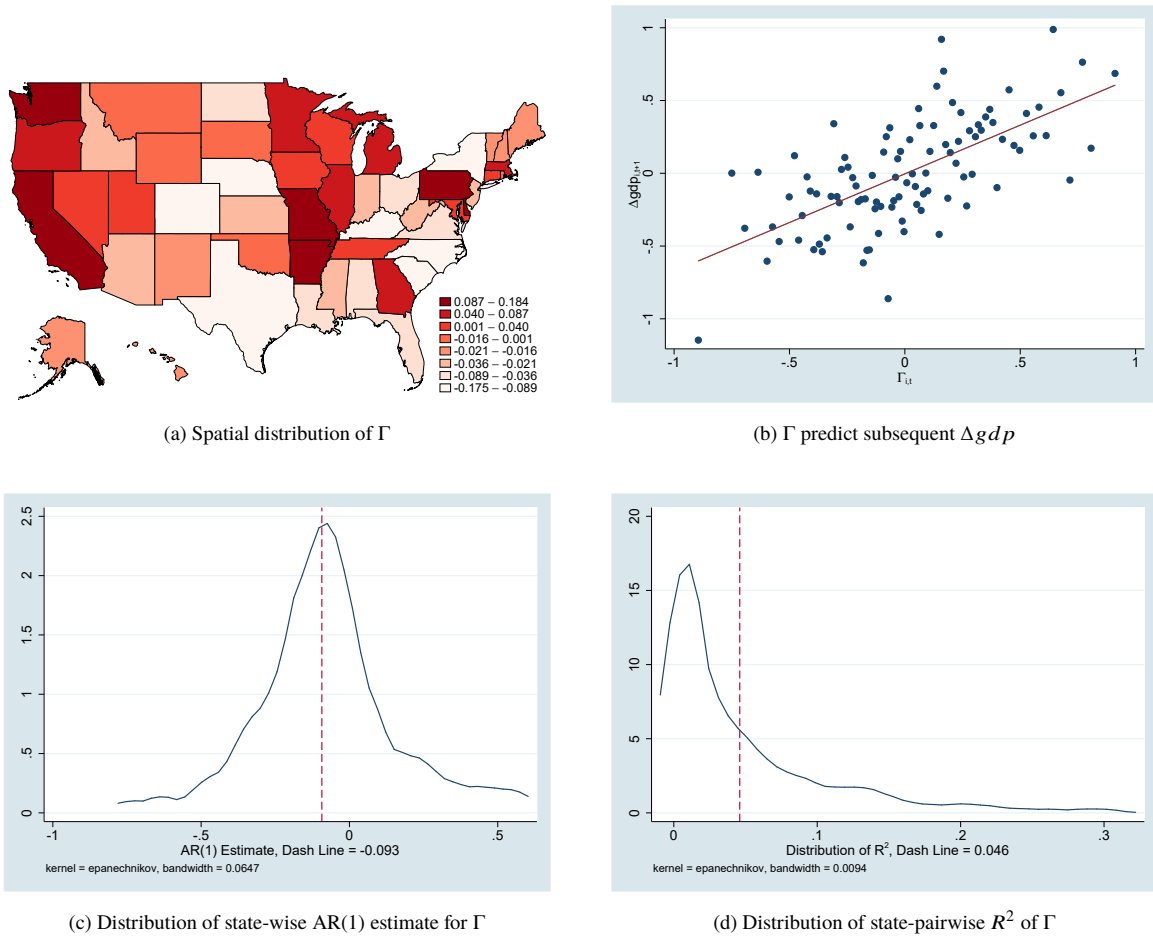 0.087 – 0.184
0.040 – 0.087
0.001 – 0.040
-0.016 – 0.001
-0.021 – -0.016
-0.036 – -0.021
-0.089 – -0.036
-0.175 – -0.089
(a) Spatial distribution of Γ
1
.5
0
-.5
-1
Δgdp_{i,t+1}
-1 -.5 0 .5 1
Γ_{i,t}
(b) Γ predict subsequent Δgdp
2.5
2
1.5
1
.5
0
-1 -.5 0 .5
AR(1) Estimate, Dash Line = -0.093
kernel = epanechnikov, bandwidth = 0.0647
(c) Distribution of state-wise AR(1) estimate for Γ
20
15
10
5
0
0 .1 .2 .3
Distribution of R², Dash Line = 0.046
kernel = epanechnikov, bandwidth = 0.0094
(d) Distribution of state-pairwise R² of Γ